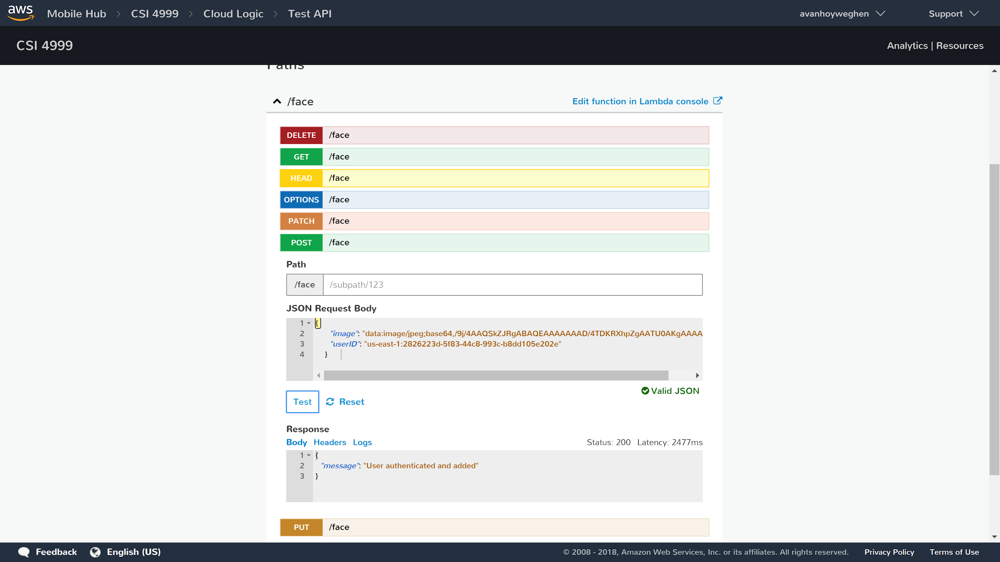 aws Mobile Hub > CSI 4999 > Cloud Logic > Test API avanhoyweghen Support
CSI 4999 Analytics | Resources
Paths
/face Edit function in Lambda console
DELETE /face
GET /face
HEAD /face
OPTIONS /face
PATCH /face
POST /face
Path
/face /subpath/123
JSON Request Body
1 {
2 "image": "data:image/jpeg;base64,/9j/4AAQSkZJRgABAQEAAAAAAAD/4TDKRXhpZgAATU0AKgAAAA
3 "userID": "us-east-1:2826223d-5f83-44c8-993c-b8dd105e202e"
4 }
Valid JSON
Test Reset
Response
Body Headers Logs Status: 200 Latency: 2477ms
1 {
2 "message": "User authenticated and added"
3 }
PUT /face
Feedback English (US) © 2008 - 2018, Amazon Web Services, Inc. or its affiliates. All rights reserved. Privacy Policy Terms of Use